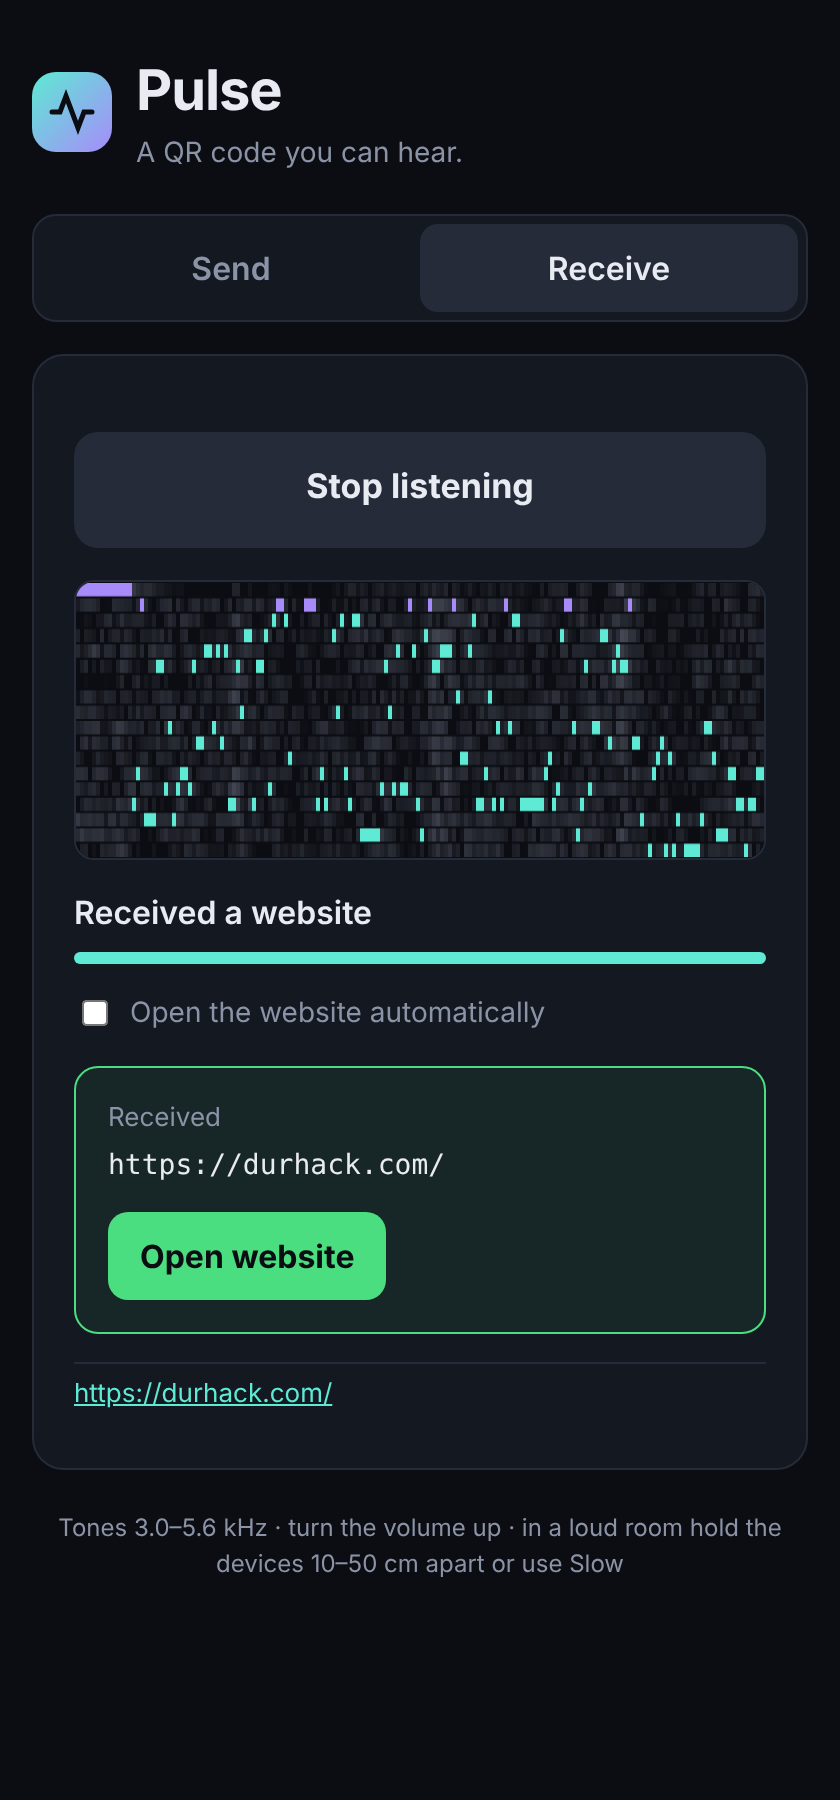 Pulse
A QR code you can hear.
Send
Receive
Stop listening
Received a website
Open the website automatically
Received
https://durhack.com/
Open website
https://durhack.com/
Tones 3.0–5.6 kHz · turn the volume up · in a loud room hold the
devices 10–50 cm apart or use Slow